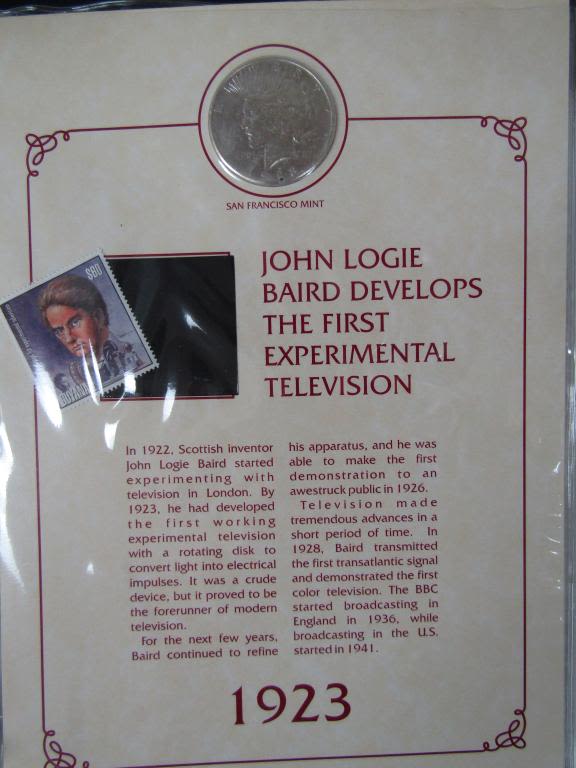 SAN FRANCISCO MINT
$80
JOHN LOGIE
BAIRD DEVELOPS
THE FIRST
EXPERIMENTAL
TELEVISION
In 1922, Scottish inventor
John Logie Baird started
experimenting with
television in London. By
1923, he had developed
the first working
experimental television
with a rotating disk to
convert light into electrical
impulses. It was a crude
device, but it proved to be
the forerunner of modern
television.
For the next few years,
Baird continued to refine
his apparatus, and he was
able to make the first
demonstration to an
awestruck public in 1926.
Television made
tremendous advances in a
short period of time. In
1928, Baird transmitted
the first transatlantic signal
and demonstrated the first
color television. The BBC
started broadcasting in
England in 1936, while
broadcasting in the U.S.
started in 1941.
1923